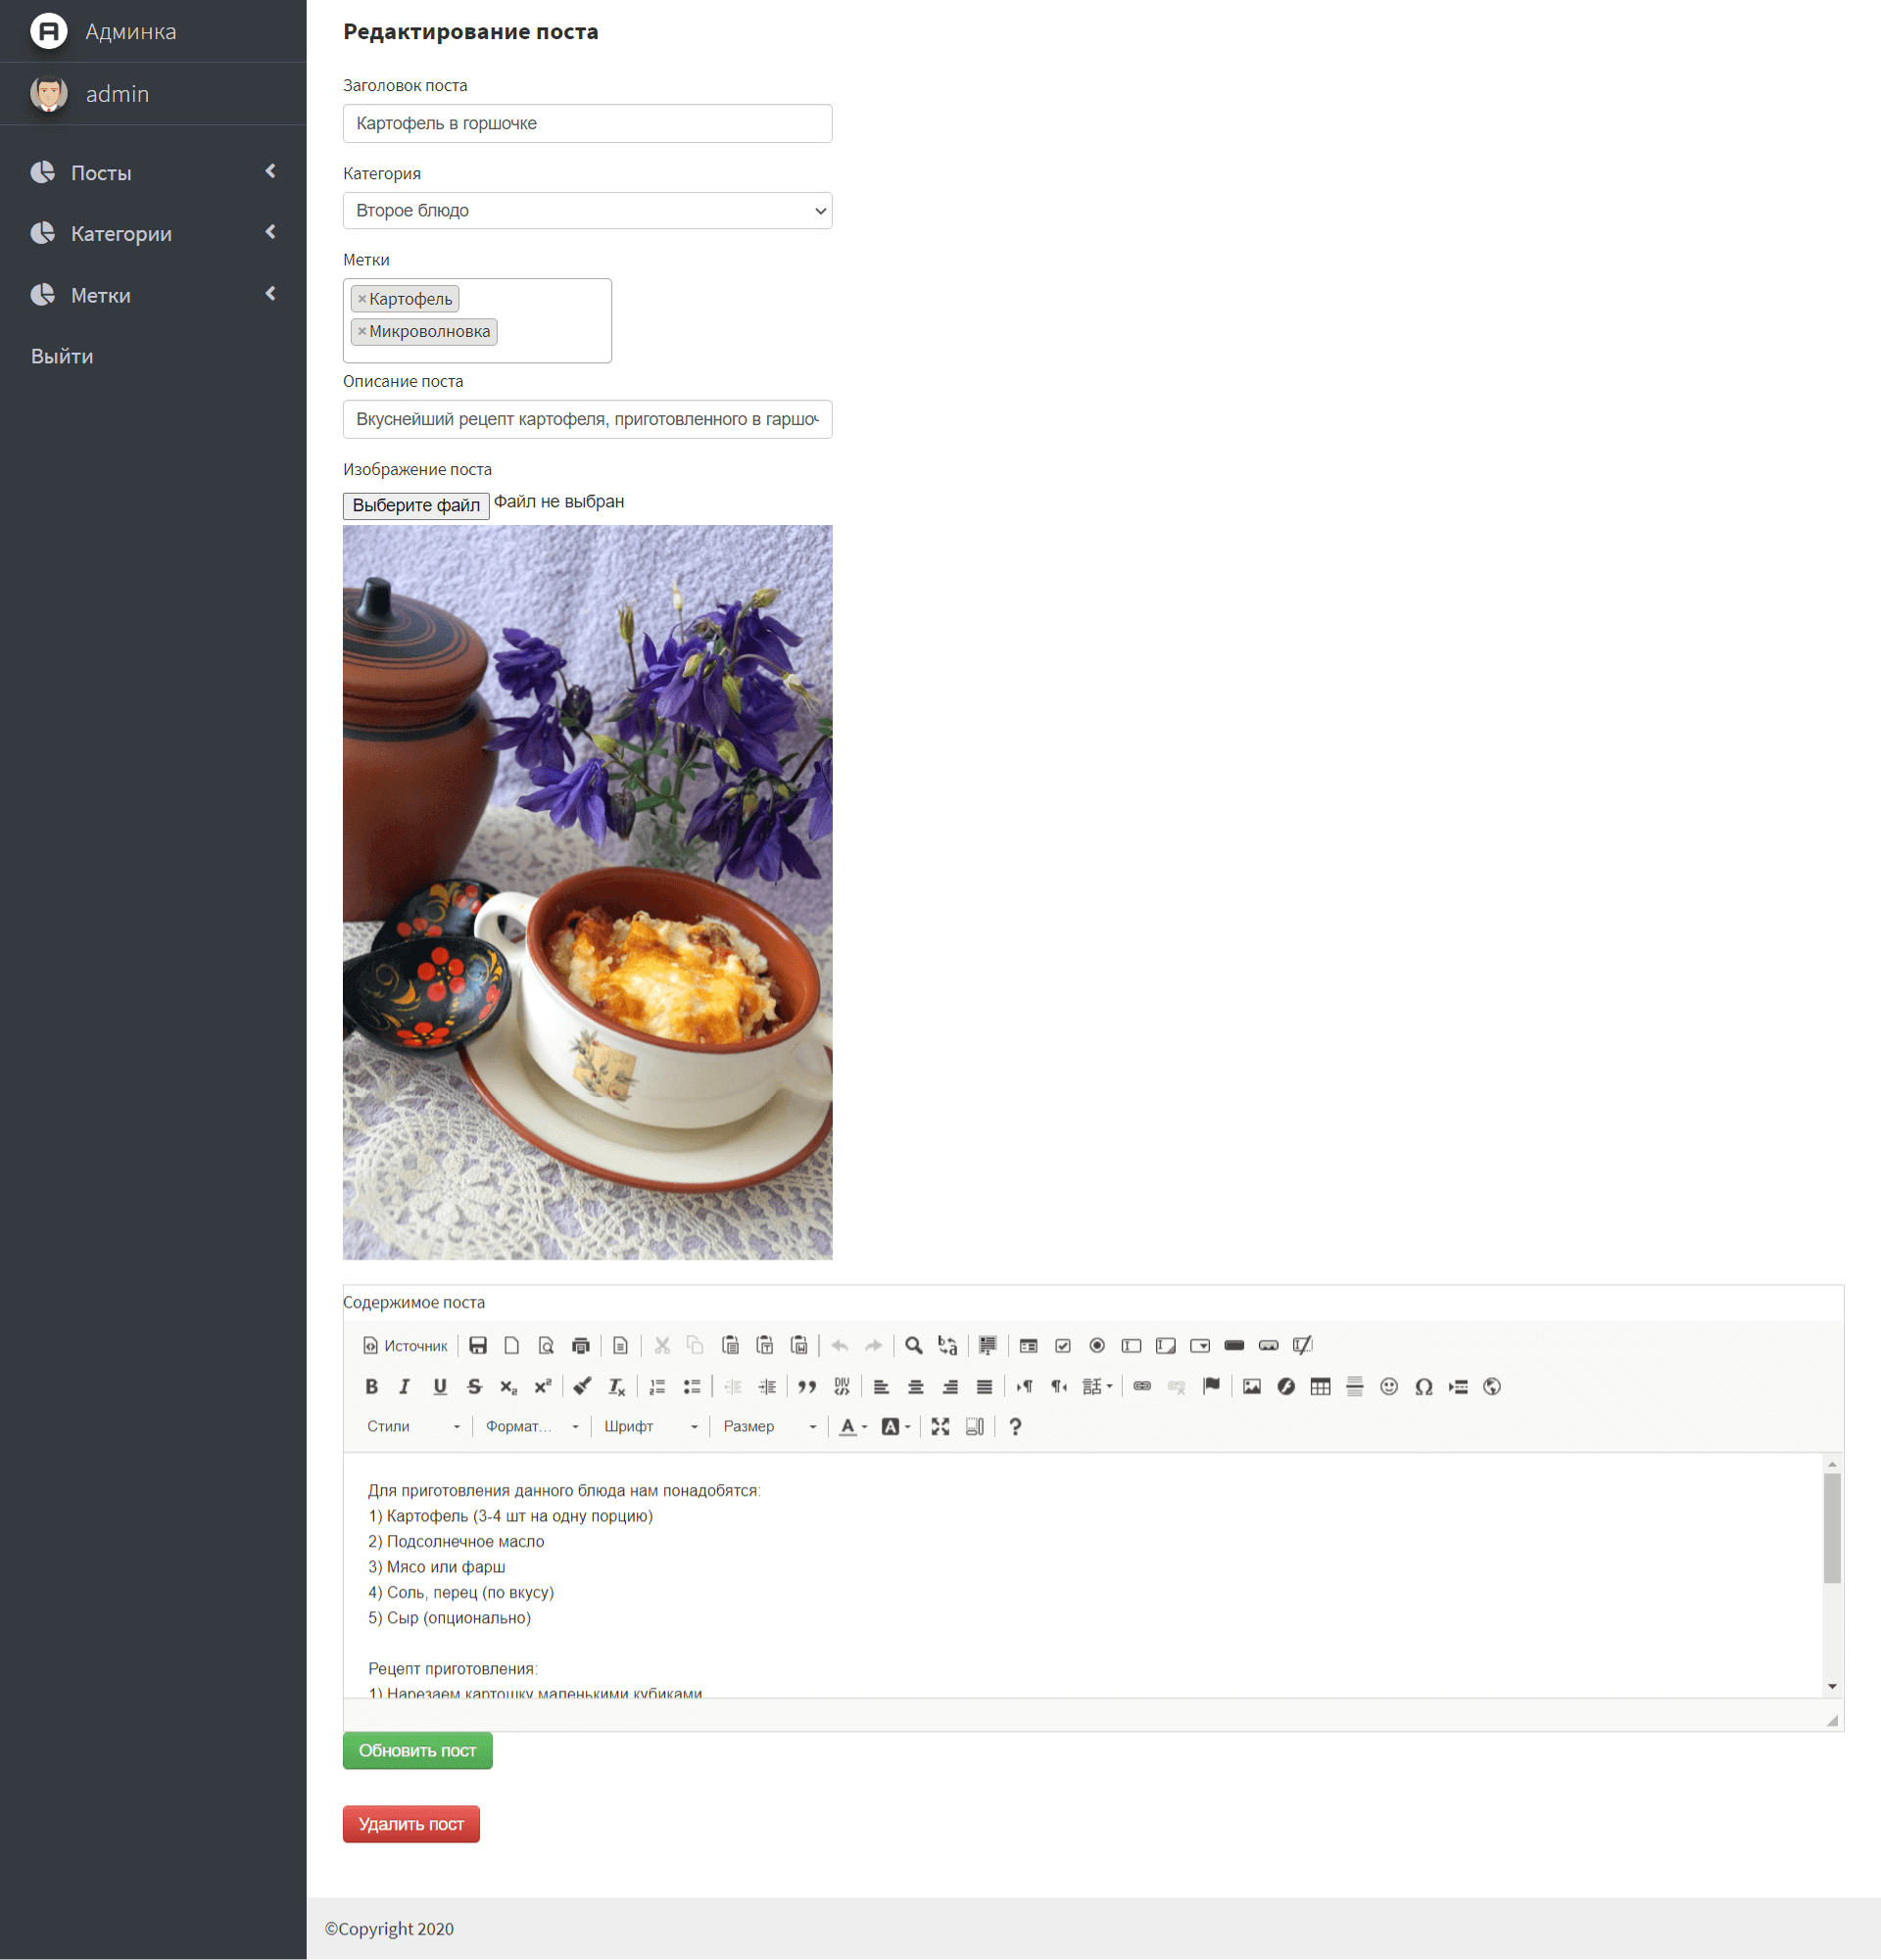 Админка
admin
Посты
Категории
Метки
Выйти
Редактирование поста
Заголовок поста
Картофель в горшочке
Категория
Второе блюдо
Метки
×Картофель
×Микроволновка
Описание поста
Вкуснейший рецепт картофеля, приготовленного в гаршоч
Изображение поста
Выберите файл Файл не выбран
Содержимое поста
Источник
Стили Формат... Шрифт Размер
Для приготовления данного блюда нам понадобятся:
1) Картофель (3-4 шт на одну порцию)
2) Подсолнечное масло
3) Мясо или фарш
4) Соль, перец (по вкусу)
5) Сыр (опционально)
Рецепт приготовления:
1) Нарезаем картошку маленькими кубиками
Обновить пост
Удалить пост
©Copyright 2020